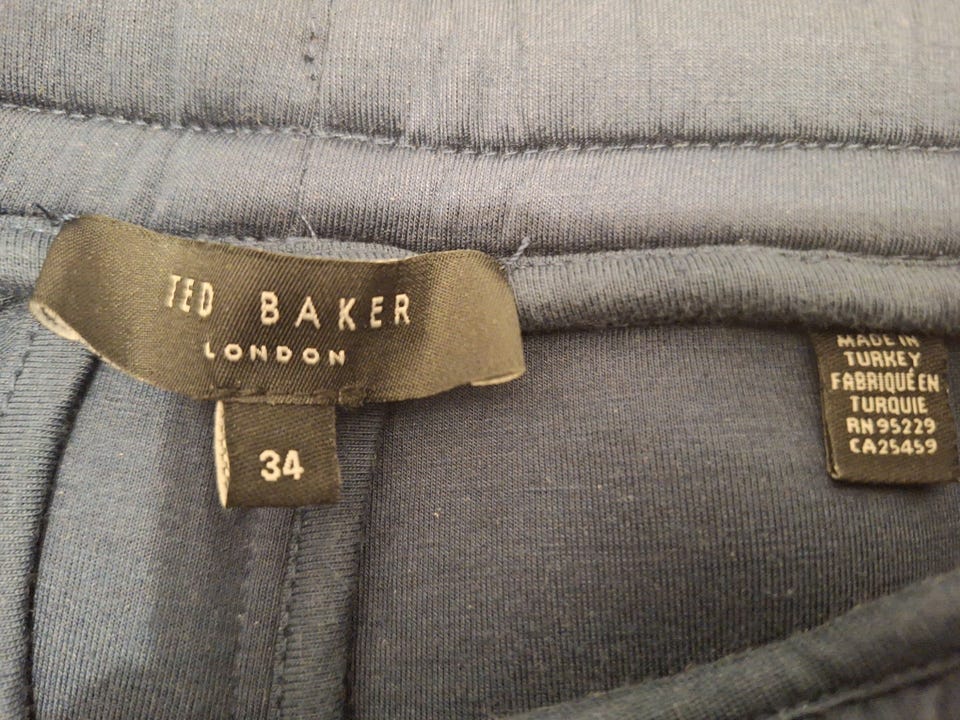 TED BAKER
LONDON
34
MADE IN
TURKEY
FABRIQUÉ EN
TURQUIE
RN 95229
CA25459